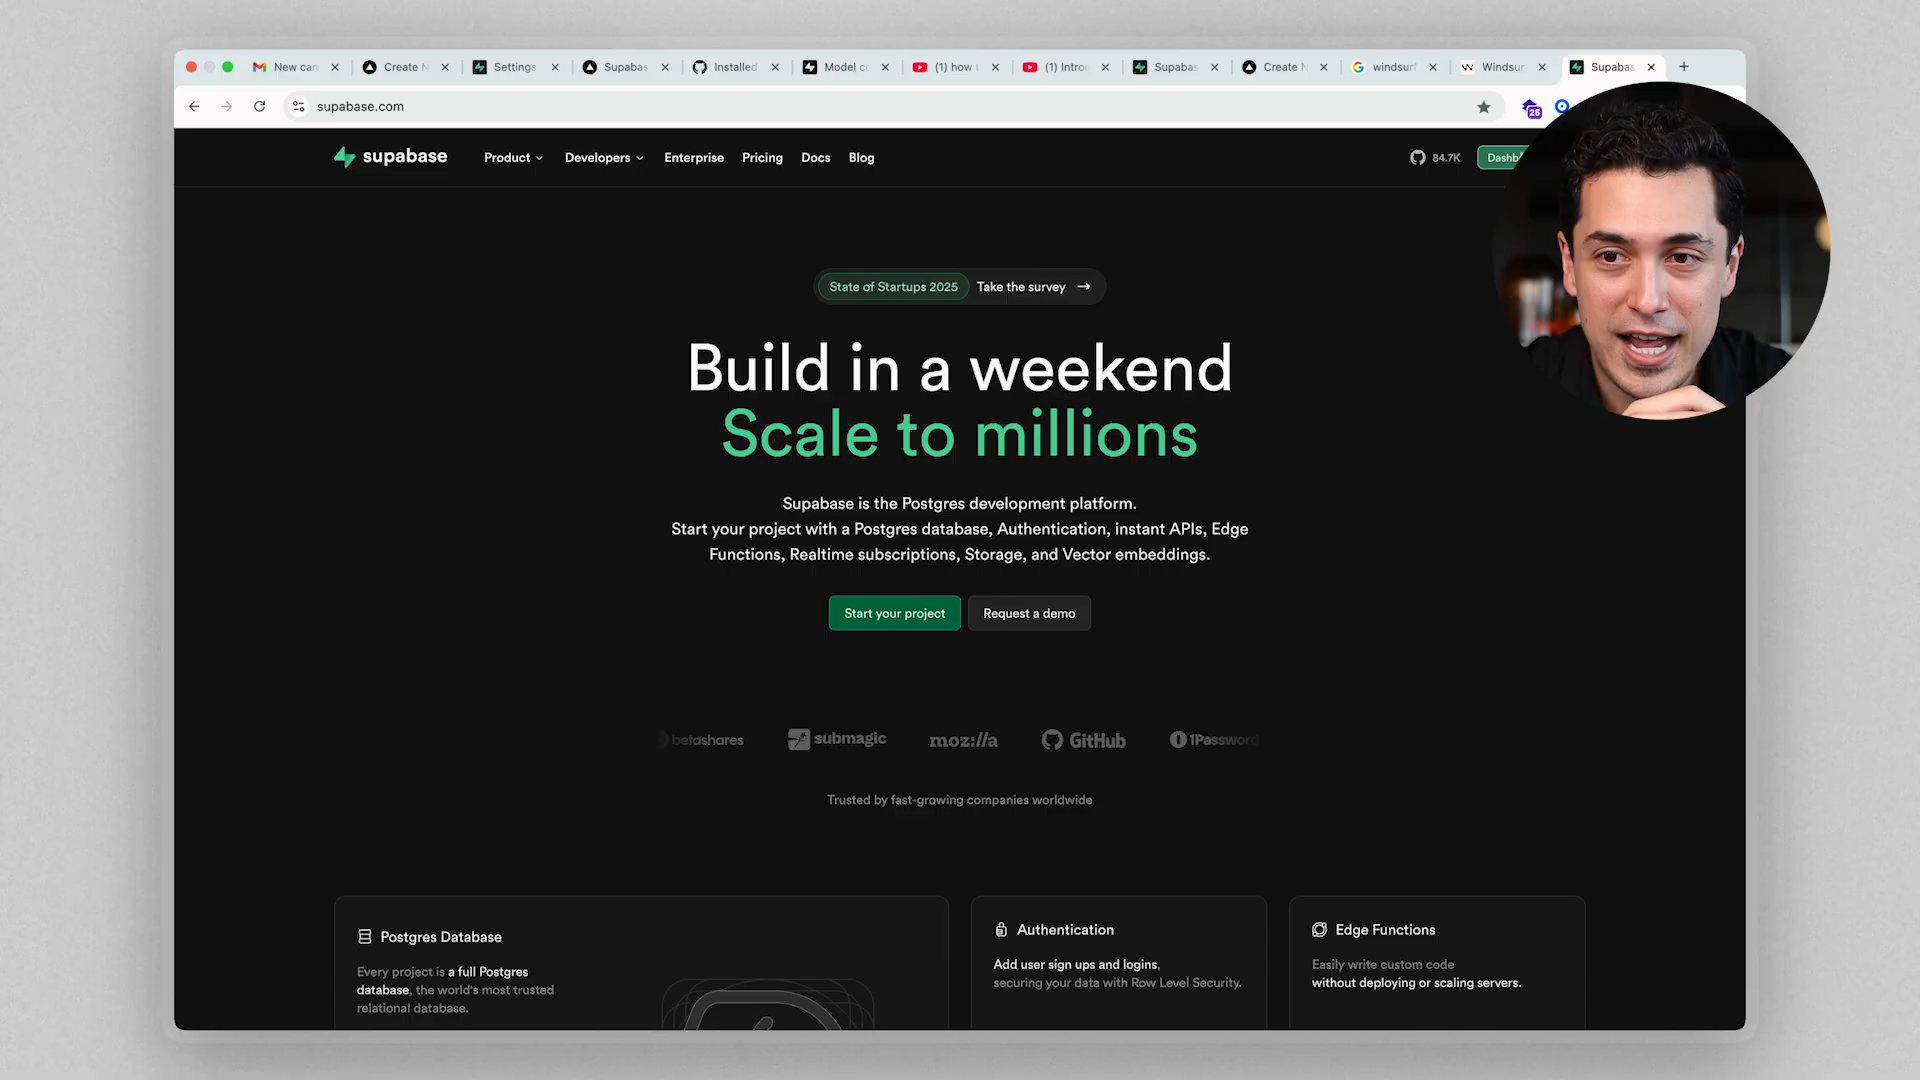 New can
Create N
Settings
Supabas
Installed
Model co
(1) how
(1) Intro
Supabas
Create N
windsurf
Windsurf
Supabas
supabase.com
25
supabase
Product
Developers
Enterprise
Pricing
Docs
Blog
84.7K
Dashb
State of Startups 2025
Take the survey →
Build in a weekend
Scale to millions
Supabase is the Postgres development platform.
Start your project with a Postgres database, Authentication, instant APIs, Edge
Functions, Realtime subscriptions, Storage, and Vector embeddings.
Start your project
Request a demo
betashares
submagic
moz://a
GitHub
1Password
Trusted by fast-growing companies worldwide
Postgres Database
Every project is a full Postgres
database, the world's most trusted
relational database.
Authentication
Add user sign ups and logins,
securing your data with Row Level Security.
Edge Functions
Easily write custom code
without deploying or scaling servers.